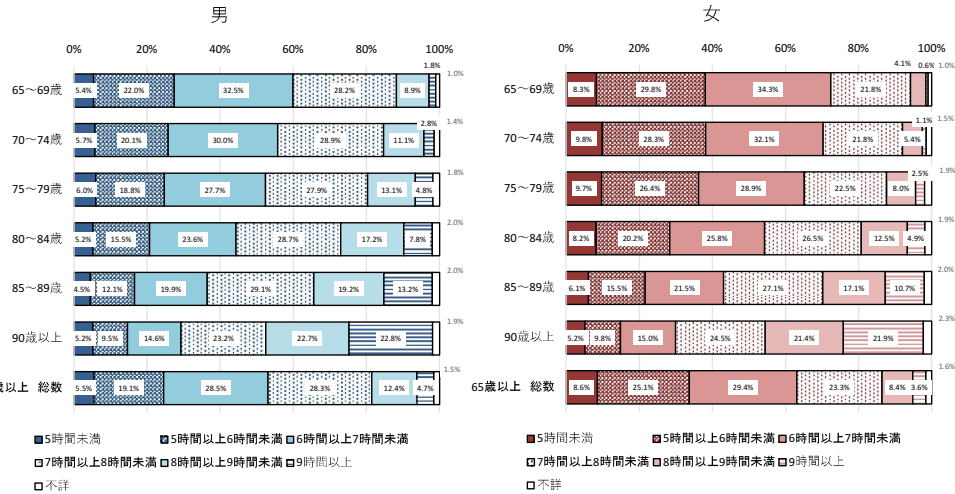 男
0% 20% 40% 60% 80% 100%
1.8%
65～69歳 5.4% 22.0% 32.5% 28.2% 8.9% 1.0%
2.8%
70～74歳 5.7% 20.1% 30.0% 28.9% 11.1% 1.4%
75～79歳 6.0% 18.8% 27.7% 27.9% 13.1% 4.8% 1.8%
80～84歳 5.2% 15.5% 23.6% 28.7% 17.2% 7.8% 2.0%
85～89歳 4.5% 12.1% 19.9% 29.1% 19.2% 13.2% 2.0%
90歳以上 5.2% 9.5% 14.6% 23.2% 22.7% 22.8% 1.9%
歳以上 総数 5.5% 19.1% 28.5% 28.3% 12.4% 4.7% 1.5%
5時間未満 5時間以上6時間未満 6時間以上7時間未満
7時間以上8時間未満 8時間以上9時間未満 9時間以上
不詳
女
0% 20% 40% 60% 80% 100%
4.1% 0.6% 1.0%
65～69歳 8.3% 29.8% 34.3% 21.8%
1.1% 1.5%
70～74歳 9.8% 28.3% 32.1% 21.8% 5.4%
2.5% 1.9%
75～79歳 9.7% 26.4% 28.9% 22.5% 8.0%
80～84歳 8.2% 20.2% 25.8% 26.5% 12.5% 4.9% 1.9%
85～89歳 6.1% 15.5% 21.5% 27.1% 17.1% 10.7% 2.0%
90歳以上 5.2% 9.8% 15.0% 24.5% 21.4% 21.9% 2.3%
65歳以上 総数 8.6% 25.1% 29.4% 23.3% 8.4% 3.6% 1.6%
5時間未満 5時間以上6時間未満 6時間以上7時間未満
7時間以上8時間未満 8時間以上9時間未満 9時間以上
不詳